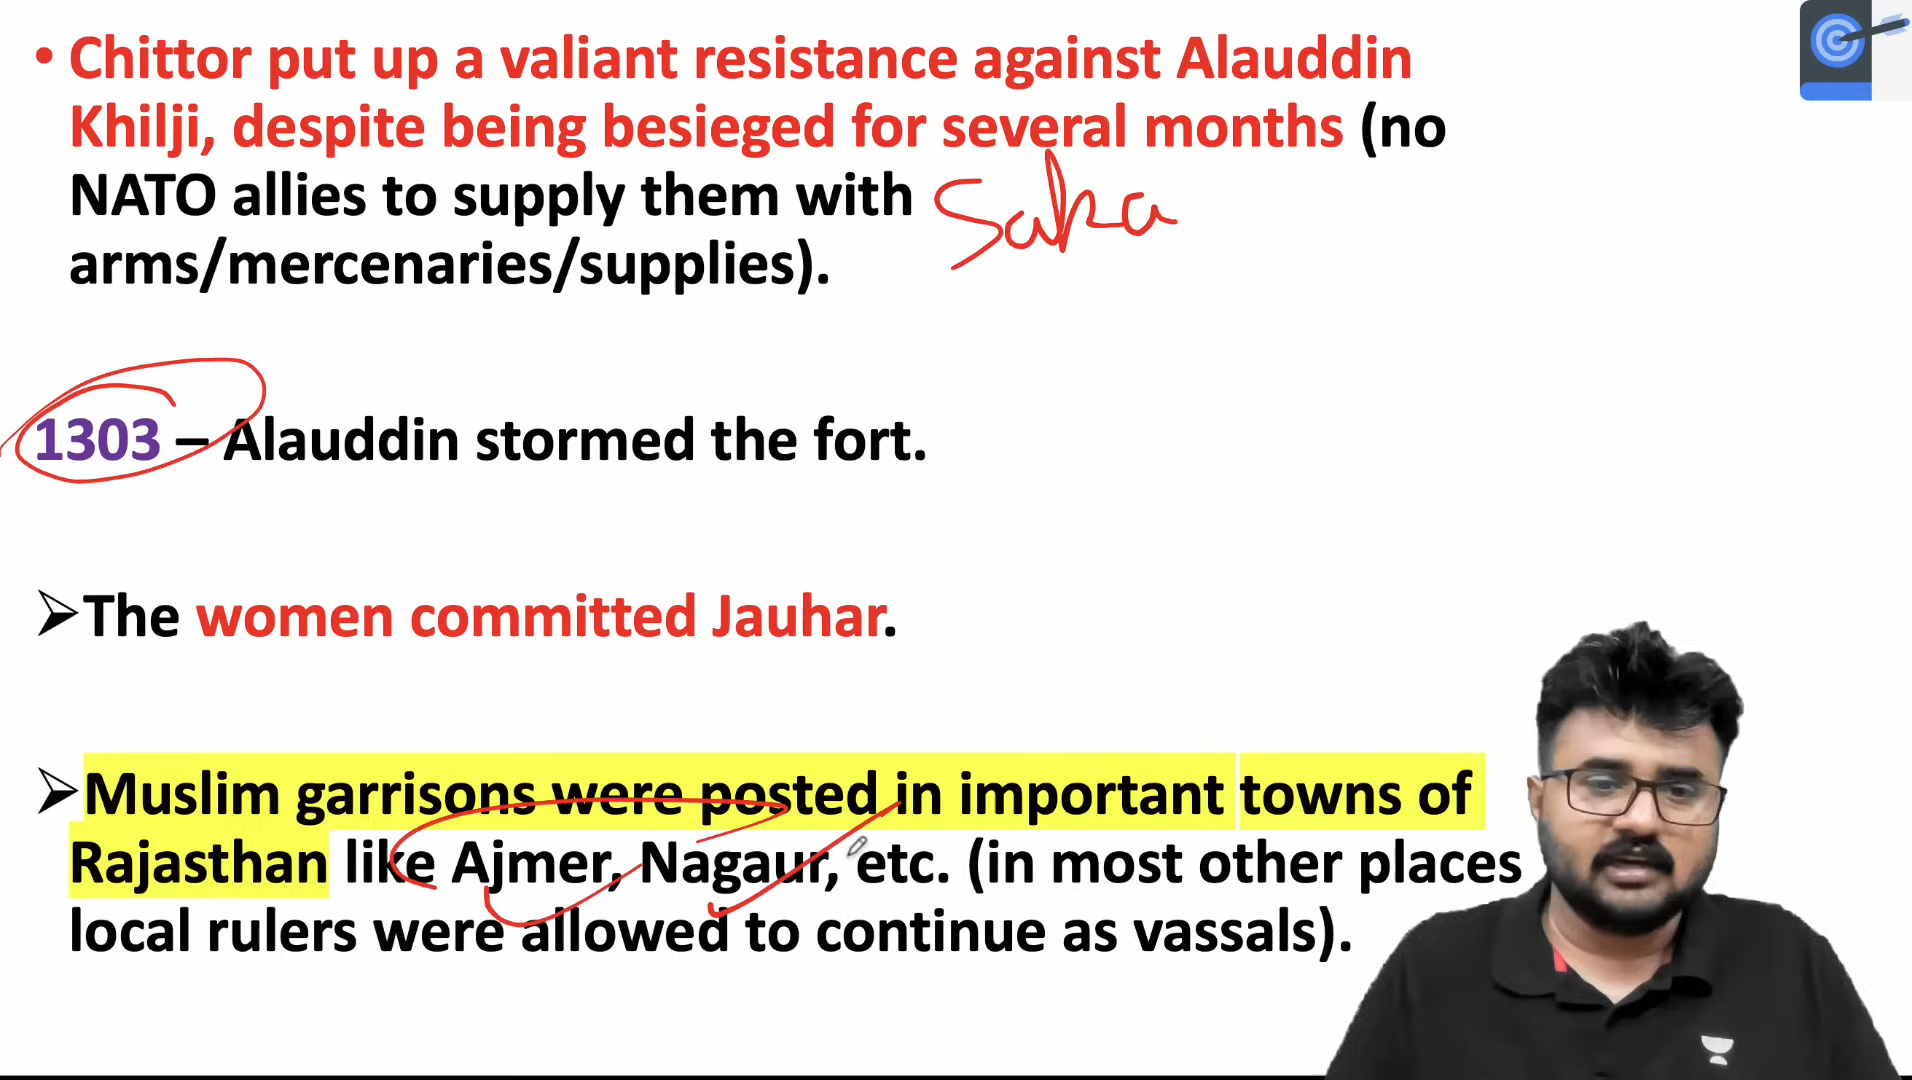 • Chittor put up a valiant resistance against Alauddin
Khilji, despite being besieged for several months (no
NATO allies to supply them with
Saka
arms/mercenaries/supplies).
1303 – Alauddin stormed the fort.
➢The women committed Jauhar.
➢Muslim garrisons were posted in important towns of
Rajasthan like Ajmer, Nagaur, etc. (in most other places
local rulers were allowed to continue as vassals).